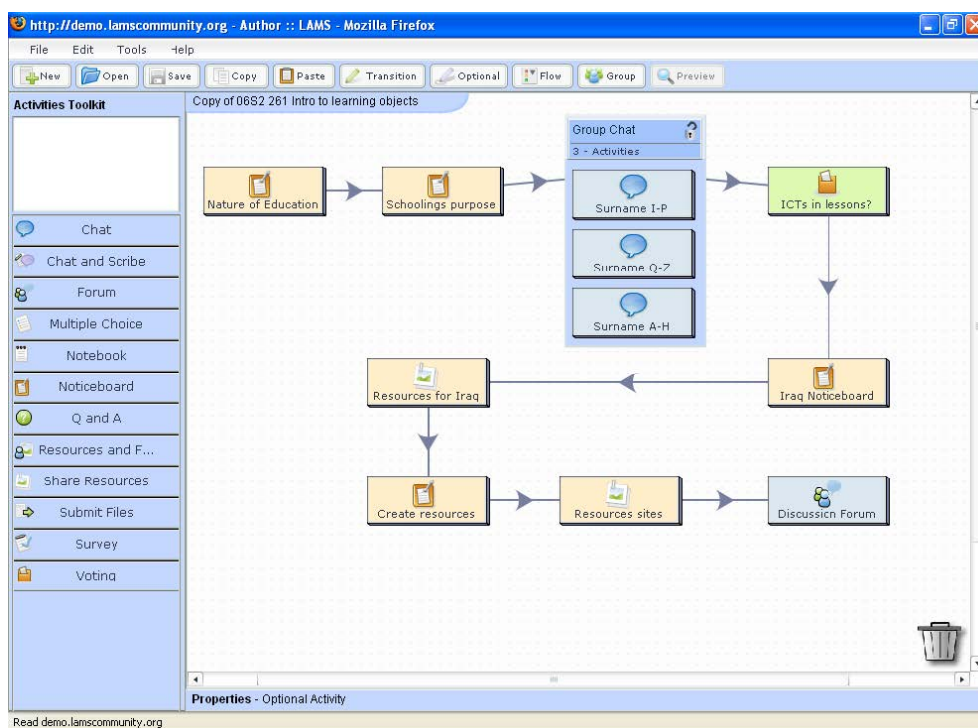 http://demo.lamscommunity.org - Author :: LAMS - Mozilla Firefox
File Edit Tools Help
New Open Save Copy Paste Transition Optional Flow Group Preview
Activities Toolkit
Copy of 06S2 261 Intro to learning objects
Group Chat
3 - Activities
Nature of Education
Schoolings purpose
Surname I-P
ICTs in lessons?
Surname Q-Z
Surname A-H
Chat
Chat and Scribe
Forum
Multiple Choice
Notebook
Noticeboard
Q and A
Resources and F...
Share Resources
Submit Files
Survey
Voting
Resources for Iraq
Iraq Noticeboard
Create resources
Resources sites
Discussion Forum
Properties - Optional Activity
Read demo.lamscommunity.org